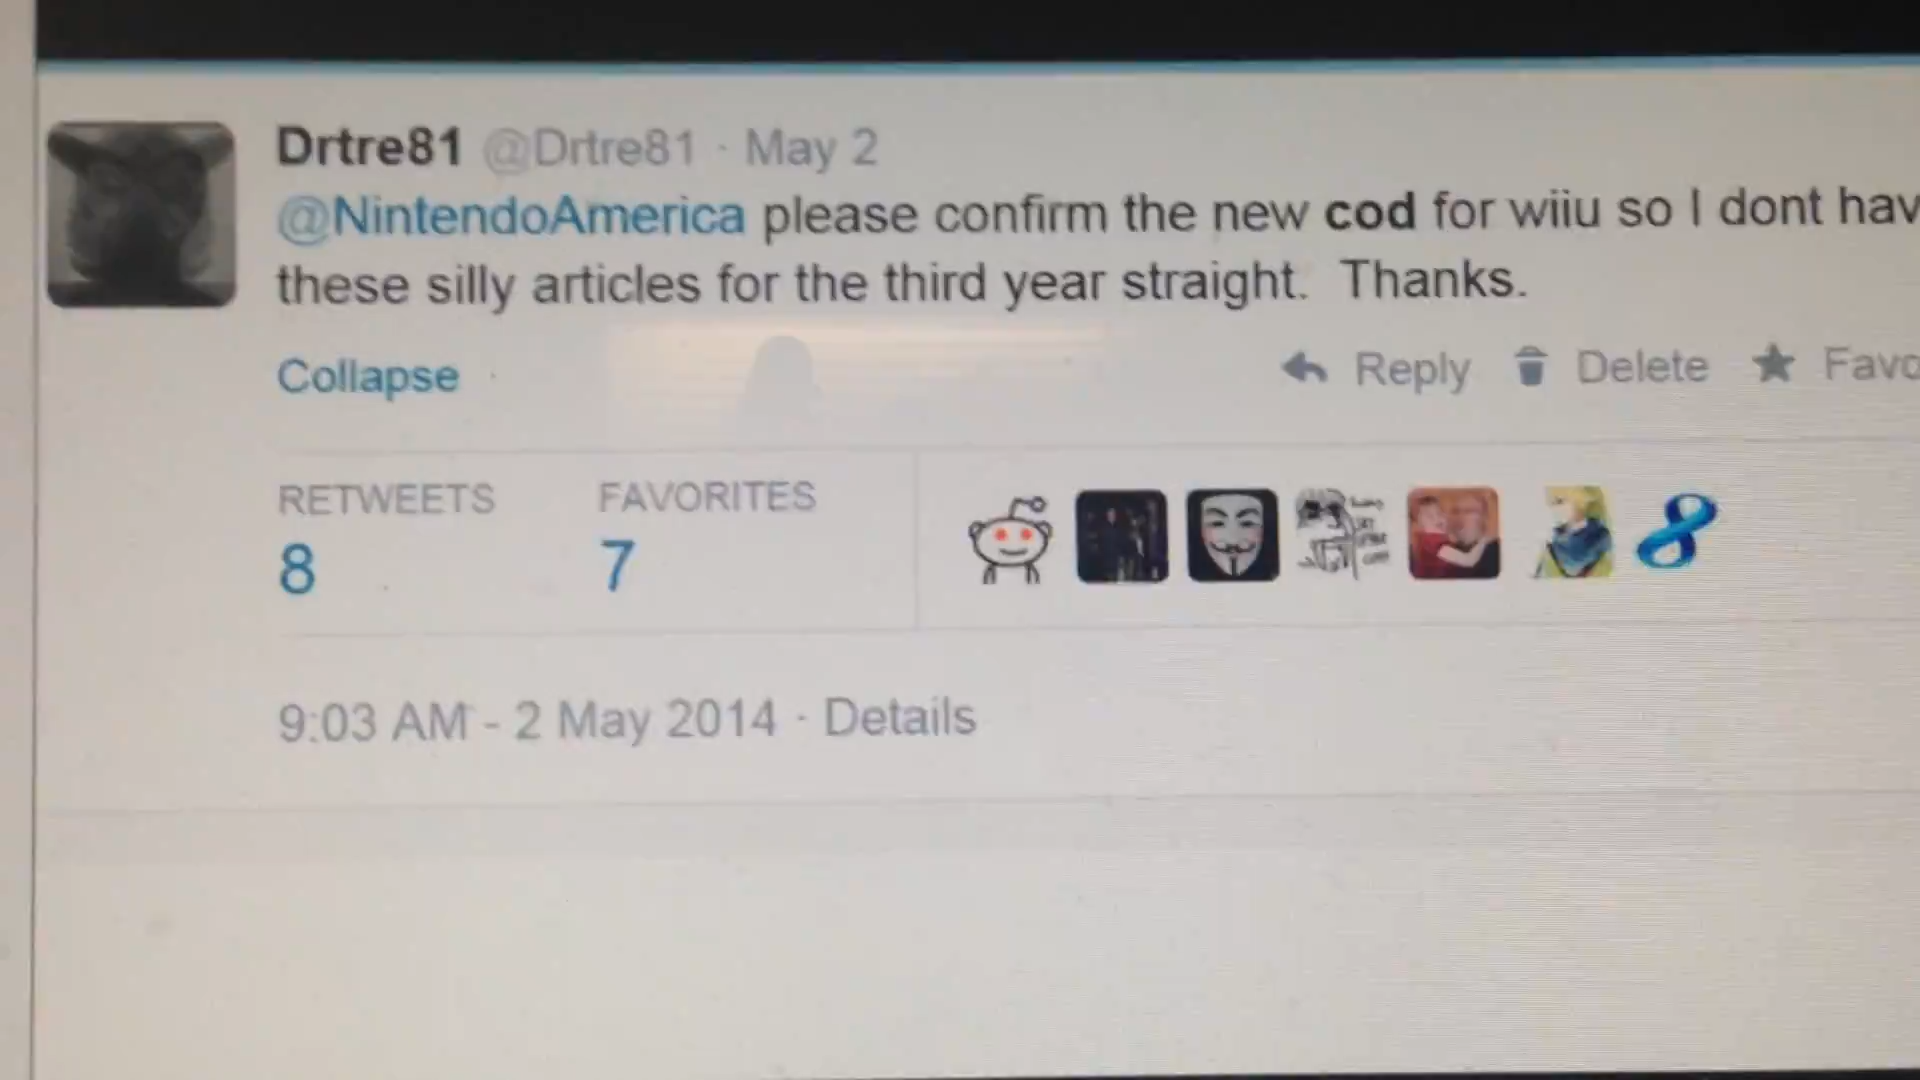 Drtre81 @Drtre81 · May 2
@NintendoAmerica please confirm the new cod for wiiu so I dont hav
these silly articles for the third year straight. Thanks.
Collapse
Reply Delete Favo
RETWEETS FAVORITES
8 7
8
9:03 AM - 2 May 2014 · Details